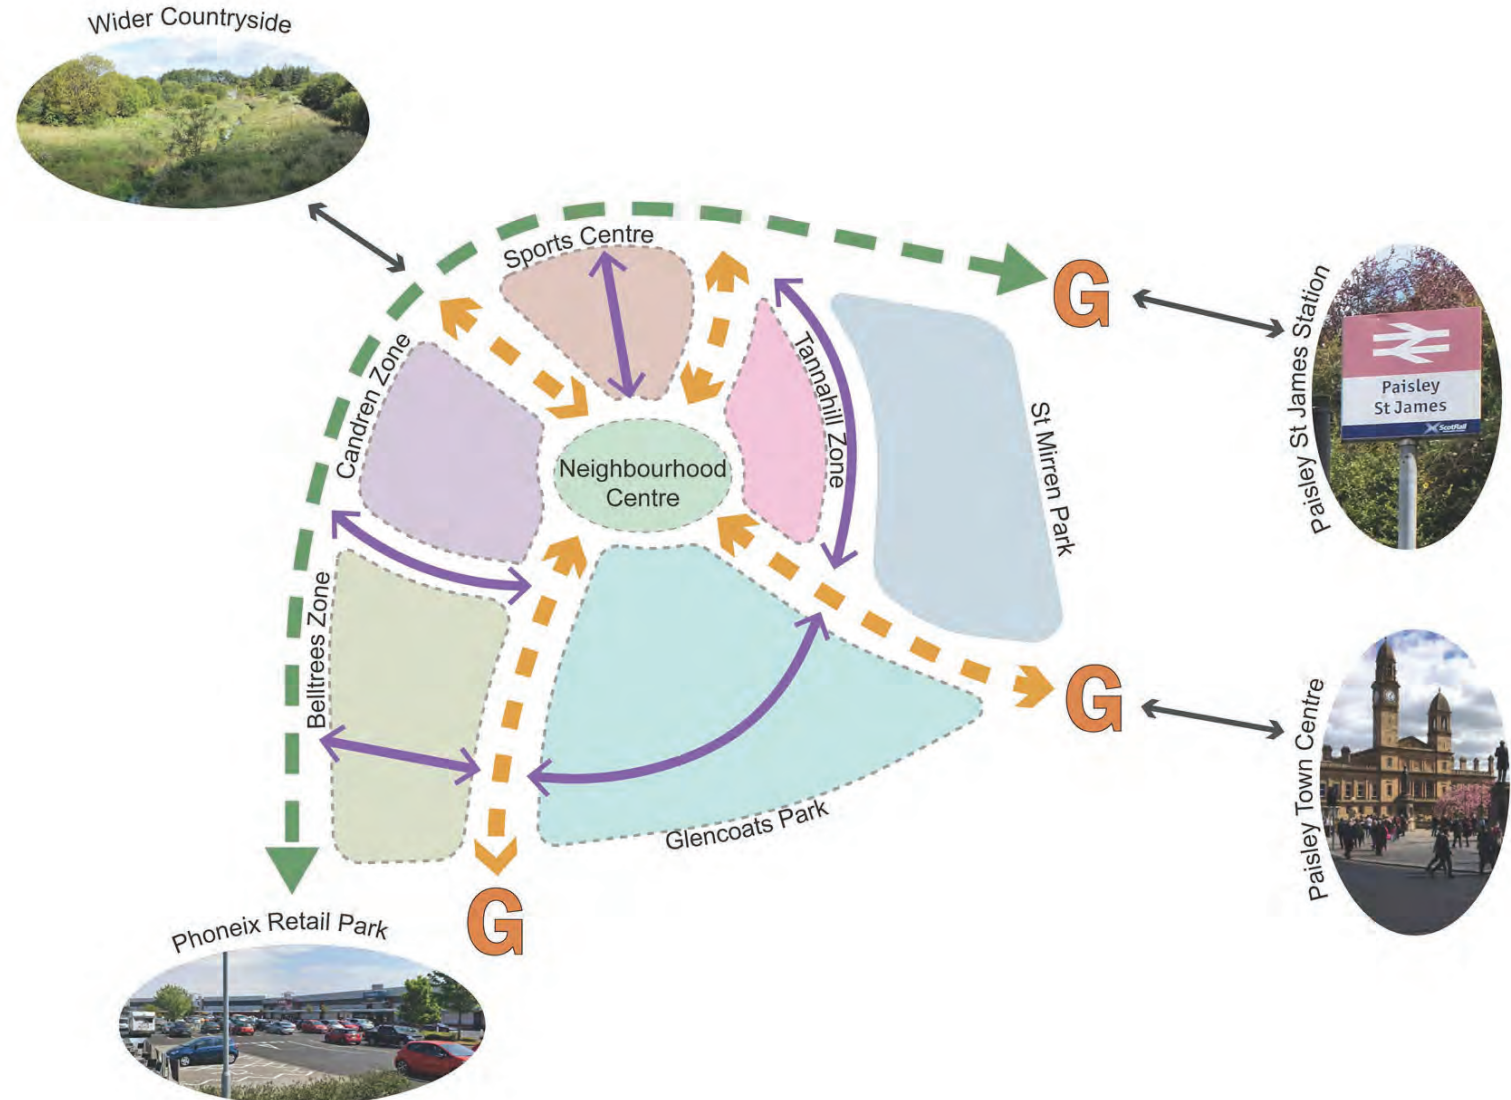 Wider Countryside
Sports Centre
G
Paisley St James Station
Paisley
St James
ScotRail
Candren Zone
Tannahill Zone
St Mirren Park
Neighbourhood
Centre
Belltrees Zone
G
Paisley Town Centre
Glencoats Park
G
Phoneix Retail Park